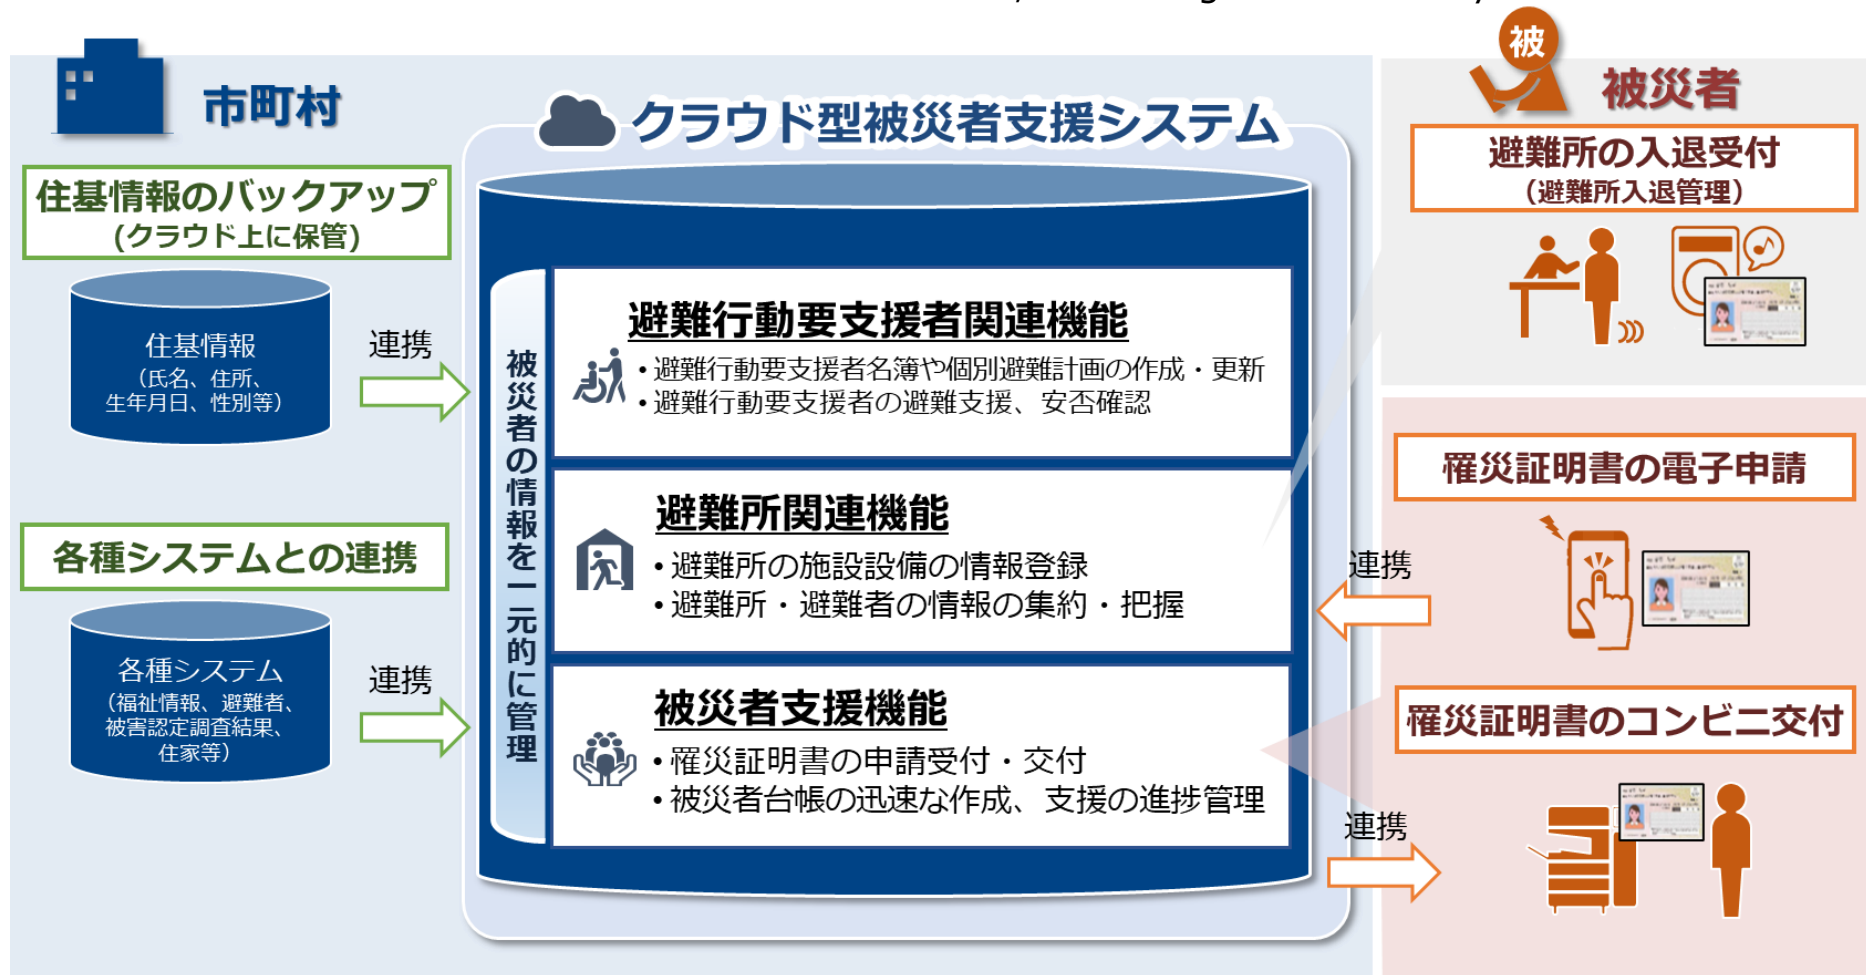 市町村
住基情報のバックアップ
(クラウド上に保管)
住基情報
(氏名、住所、
生年月日、性別等)
連携
各種システムとの連携
各種システム
(福祉情報、避難者、
被害認定調査結果、
住家等)
連携
クラウド型被災者支援システム
被災者の情報を一元的に管理
避難行動要支援者関連機能
・避難行動要支援者名簿や個別避難計画の作成・更新
・避難行動要支援者の避難支援、安否確認
避難所関連機能
・避難所の施設設備の情報登録
・避難所・避難者の情報の集約・把握
被災者支援機能
・罹災証明書の申請受付・交付
・被災者台帳の迅速な作成、支援の進捗管理
被
被災者
避難所の入退受付
(避難所入退管理)
罹災証明書の電子申請
連携
罹災証明書のコンビニ交付
連携